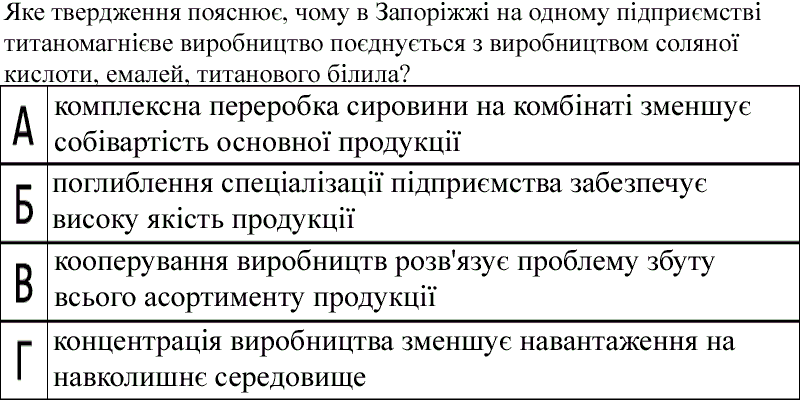 Яке твердження пояснює, чому в Запоріжжі на одному підприємстві
титаномагнієве виробництво поєднується з виробництвом соляної
кислоти, емалей, титанового білила?
А
комплексна переробка сировини на комбінаті зменшує
собівартість основної продукції
Б
поглиблення спеціалізації підприємства забезпечує
високу якість продукції
В
кооперування виробництв розв'язує проблему збуту
всього асортименту продукції
Г
концентрація виробництва зменшує навантаження на
навколишнє середовище